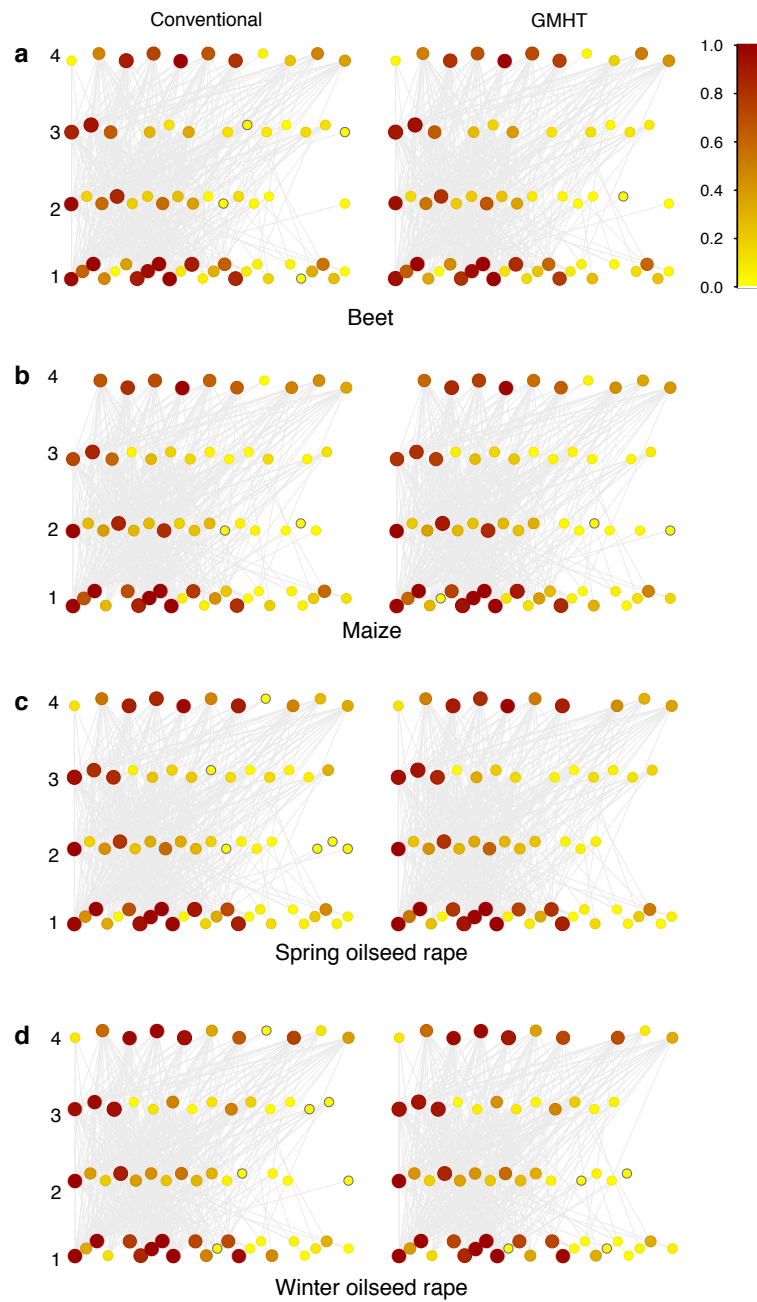 Conventional GMHT
a
4
3
2
1
1.0
0.8
0.6
0.4
0.2
0.0
Beet
b
4
3
2
1
Maize
c
4
3
2
1
Spring oilseed rape
d
4
3
2
1
Winter oilseed rape